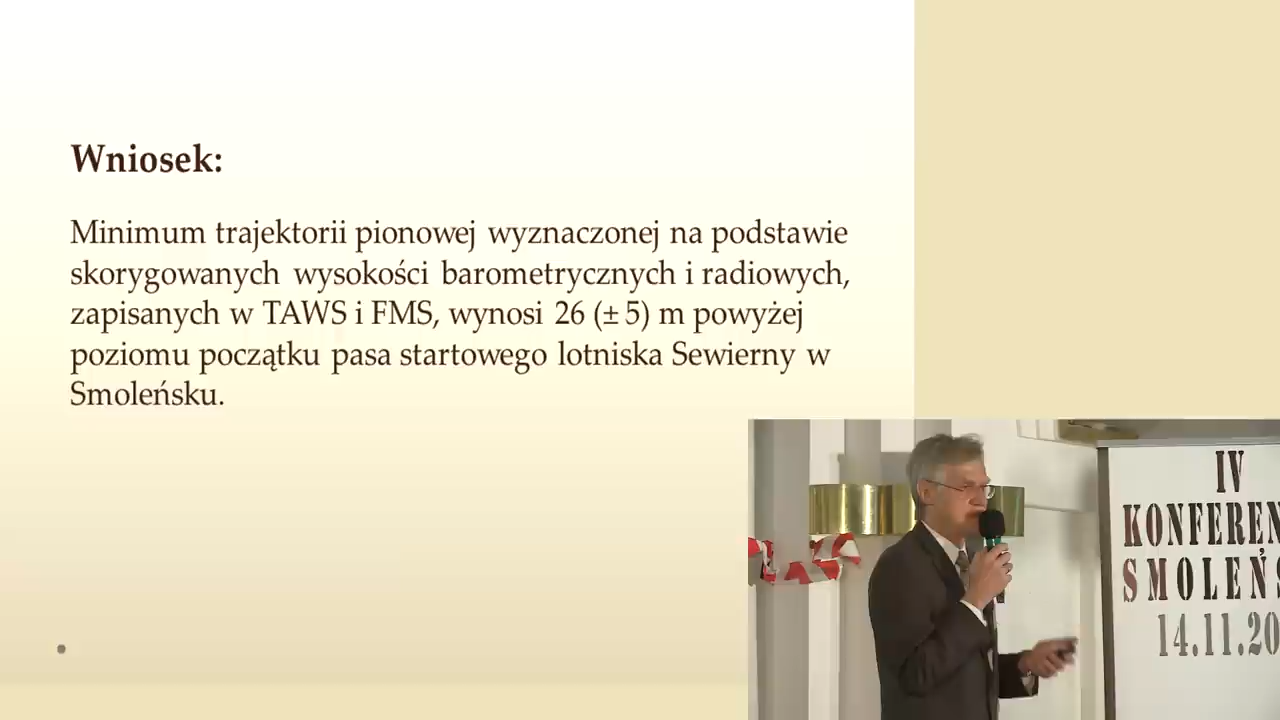 Wniosek:
Minimum trajektorii pionowej wyznaczonej na podstawie
skorygowanych wysokości barometrycznych i radiowych,
zapisanych w TAWS i FMS, wynosi 26 (± 5) m powyżej
poziomu początku pasa startowego lotniska Sewierny w
Smoleńsku.
IV
KONFEREN
SMOLEŃS
14.11.20